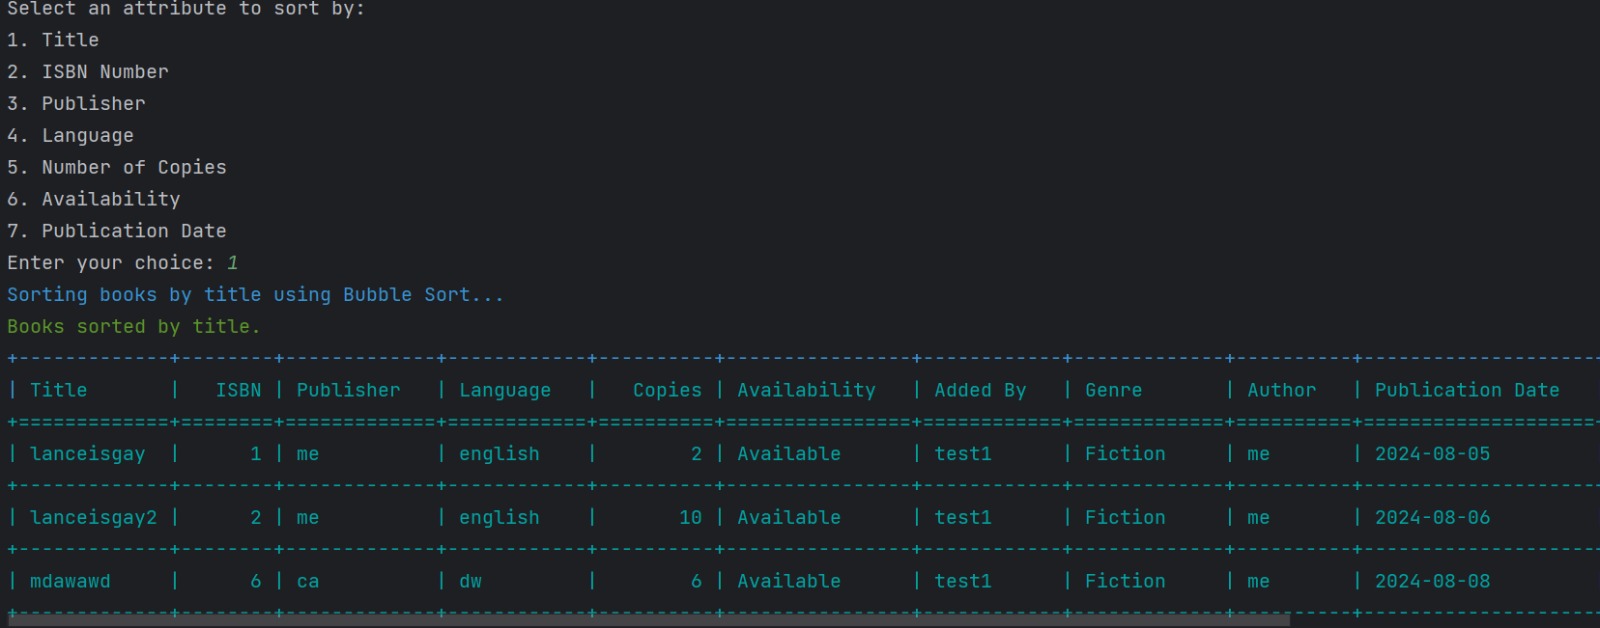 Select an attribute to sort by:
1. Title
2. ISBN Number
3. Publisher
4. Language
5. Number of Copies
6. Availability
7. Publication Date
Enter your choice: 1
Sorting books by title using Bubble Sort...
Books sorted by title.
+-------------+--------+-------------+------------+----------+----------------+------------+-------------+----------+--------------------
| Title       |   ISBN | Publisher   | Language   |   Copies | Availability   | Added By   | Genre       | Author   | Publication Date
+=============+========+=============+============+==========+================+============+=============+==========+====================
| lanceisgay  |      1 | me          | english    |        2 | Available      | test1      | Fiction     | me       | 2024-08-05
+-------------+--------+-------------+------------+----------+----------------+------------+-------------+----------+--------------------
| lanceisgay2 |      2 | me          | english    |       10 | Available      | test1      | Fiction     | me       | 2024-08-06
+-------------+--------+-------------+------------+----------+----------------+------------+-------------+----------+--------------------
| mdawawd     |      6 | ca          | dw         |        6 | Available      | test1      | Fiction     | me       | 2024-08-08
+-------------+--------+-------------+------------+----------+----------------+------------+-------------+----------+--------------------